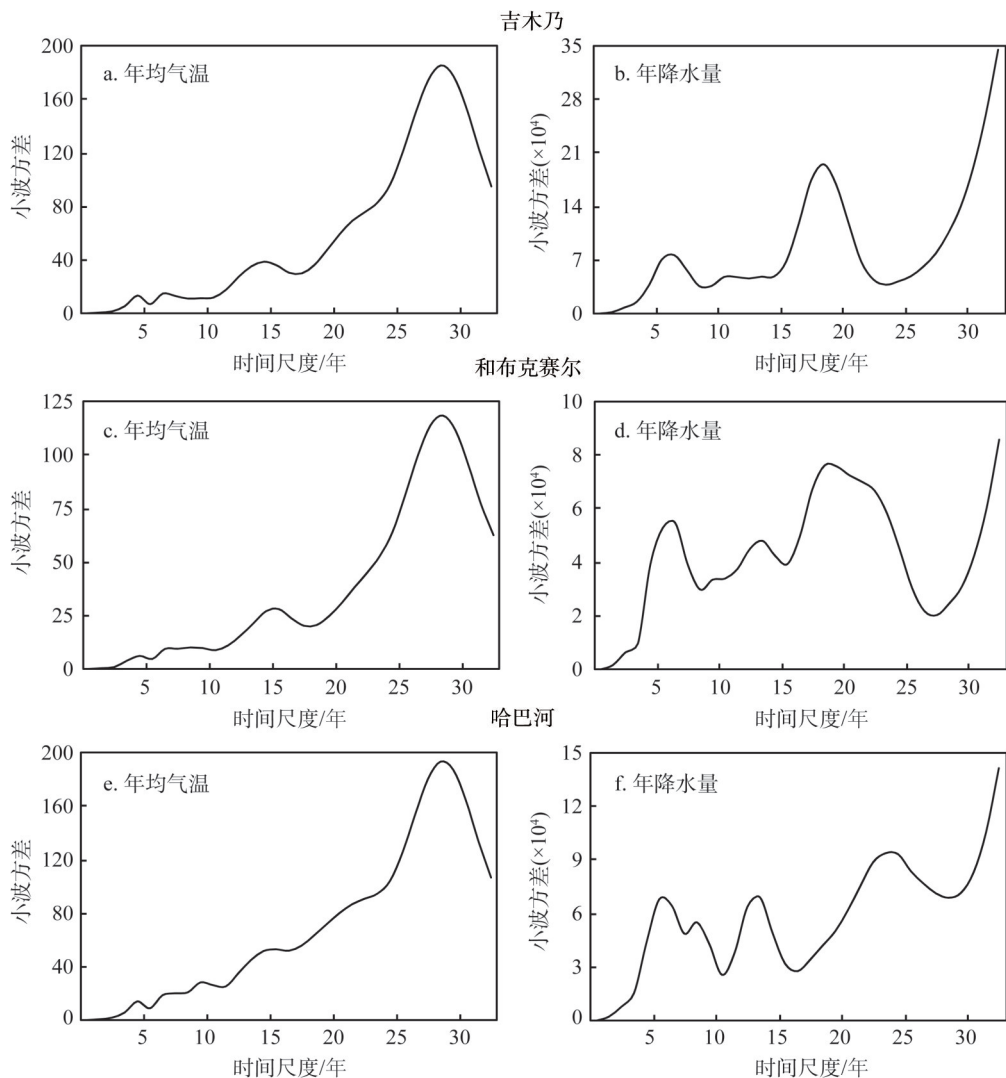 吉木乃
a. 年均气温
小波方差
200
160
120
80
40
0
5 10 15 20 25 30
时间尺度/年
b. 年降水量
小波方差(×10⁴)
35
28
21
14
7
0
5 10 15 20 25 30
时间尺度/年
和布克赛尔
c. 年均气温
小波方差
125
100
75
50
25
0
5 10 15 20 25 30
时间尺度/年
d. 年降水量
小波方差(×10⁴)
10
8
6
4
2
0
5 10 15 20 25 30
时间尺度/年
哈巴河
e. 年均气温
小波方差
200
160
120
80
40
0
5 10 15 20 25 30
时间尺度/年
f. 年降水量
小波方差(×10⁴)
15
12
9
6
3
0
5 10 15 20 25 30
时间尺度/年